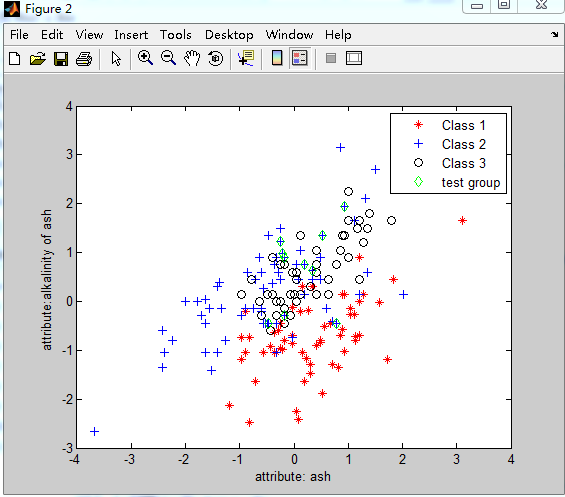 Figure 2
File Edit View Insert Tools Desktop Window Help
4
3
2
1
0
-1
-2
-3
-4 -3 -2 -1 0 1 2 3 4
attribute:alkalinity of ash
attribute: ash
Class 1
Class 2
Class 3
test group